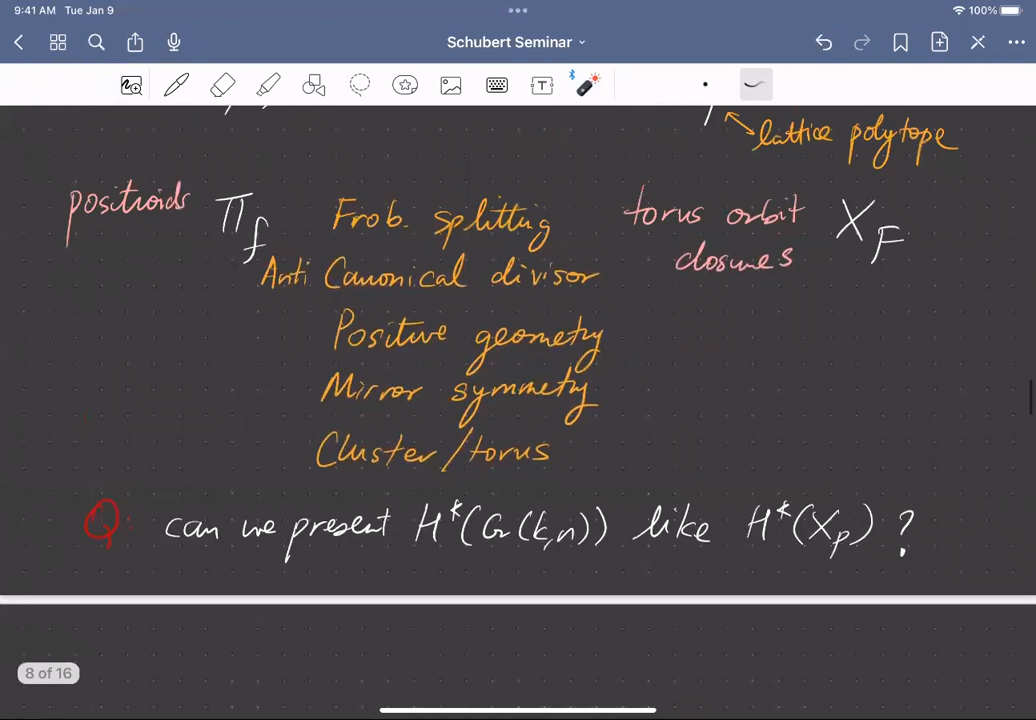 9:41 AM Tue Jan 9
100%
Schubert Seminar
lattice polytope
positroids Π_f Frob. splitting torus orbit closures X_F
Anti Canonical divisor
Positive geometry
Mirror symmetry
Cluster/torus
Q: can we present H*(Gr(k,n)) like H*(X_p) ?
8 of 16